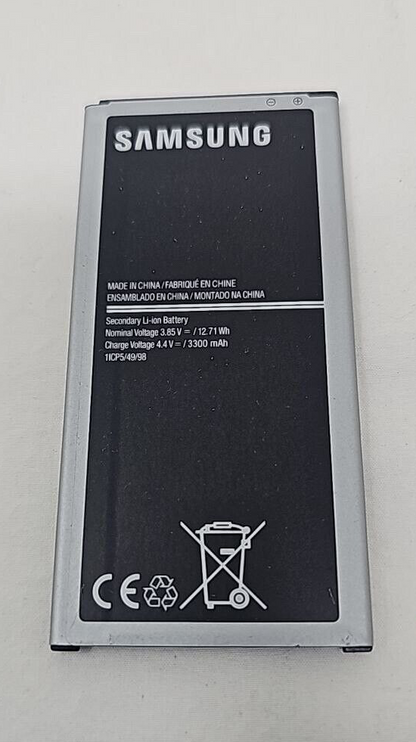 SAMSUNG
MADE IN CHINA / FABRIQUÉ EN CHINE
ENSAMBLADO EN CHINA / MONTADO NA CHINA
Secondary Li-ion Battery
Nominal Voltage 3.85 V ⎓ / 12.71 Wh
Charge Voltage 4.4 V ⎓ / 3300 mAh
1ICP5/49/98
CE